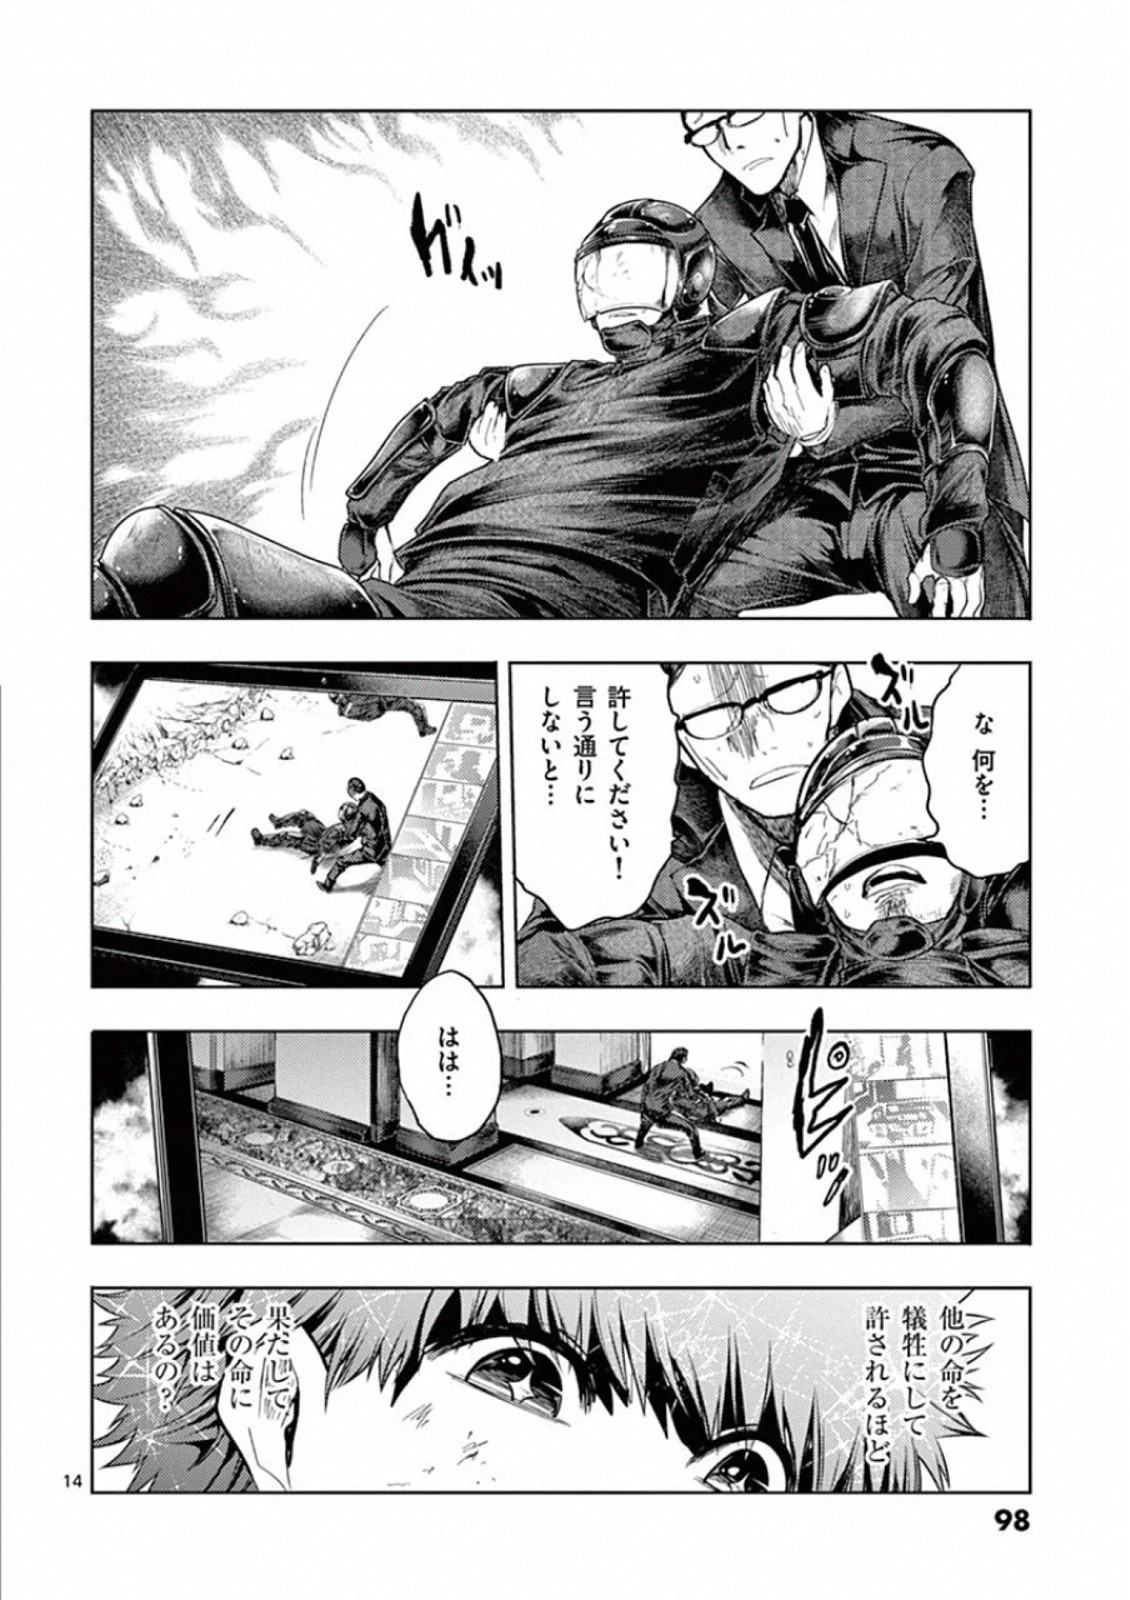 グイッ
な 何を…
ズル
許してください！
言う通りに
しないと…
ズル
ピピッ
はは…
他の命を
犠牲にして
許されるほど
果たして
その命に
価値は
あるの？
14
98